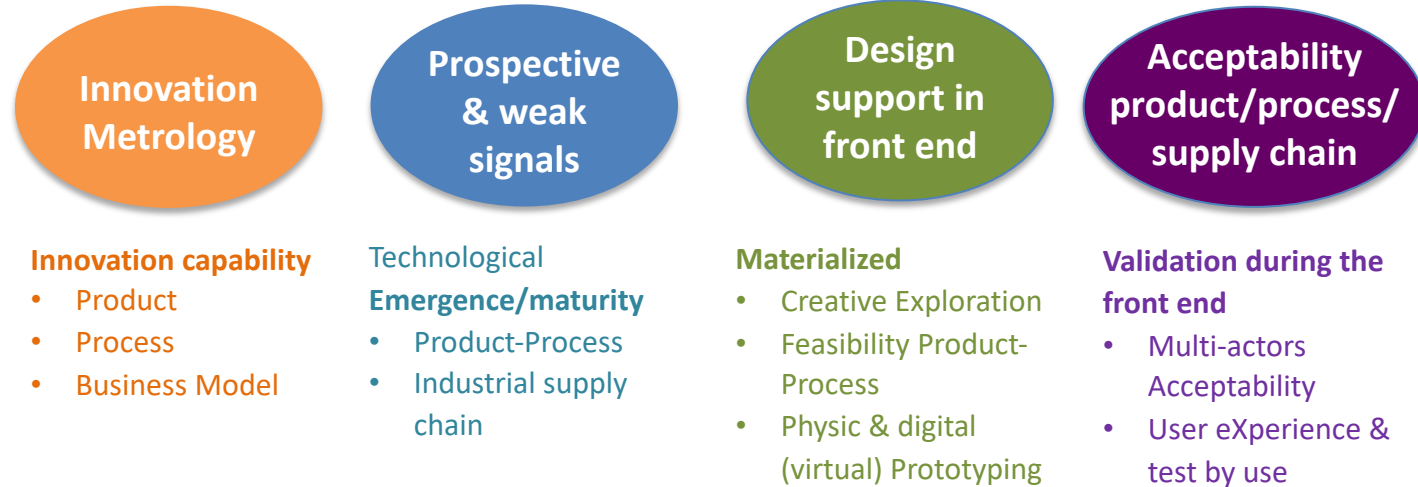 Innovation
Metrology
Prospective
& weak
signals
Design
support in
front end
Acceptability
product/process/
supply chain
Innovation capability
• Product
• Process
• Business Model
Technological
Emergence/maturity
• Product-Process
• Industrial supply
chain
Materialized
• Creative Exploration
• Feasibility Product-
Process
• Physic & digital
(virtual) Prototyping
Validation during the
front end
• Multi-actors
Acceptability
• User eXperience &
test by use